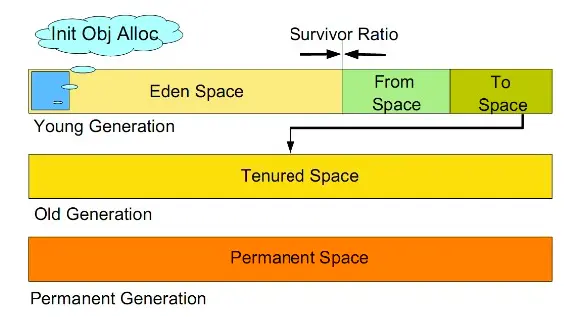 Init Obj Alloc
Survivor Ratio
Eden Space
From
Space
To
Space
Young Generation
Tenured Space
Old Generation
Permanent Space
Permanent Generation